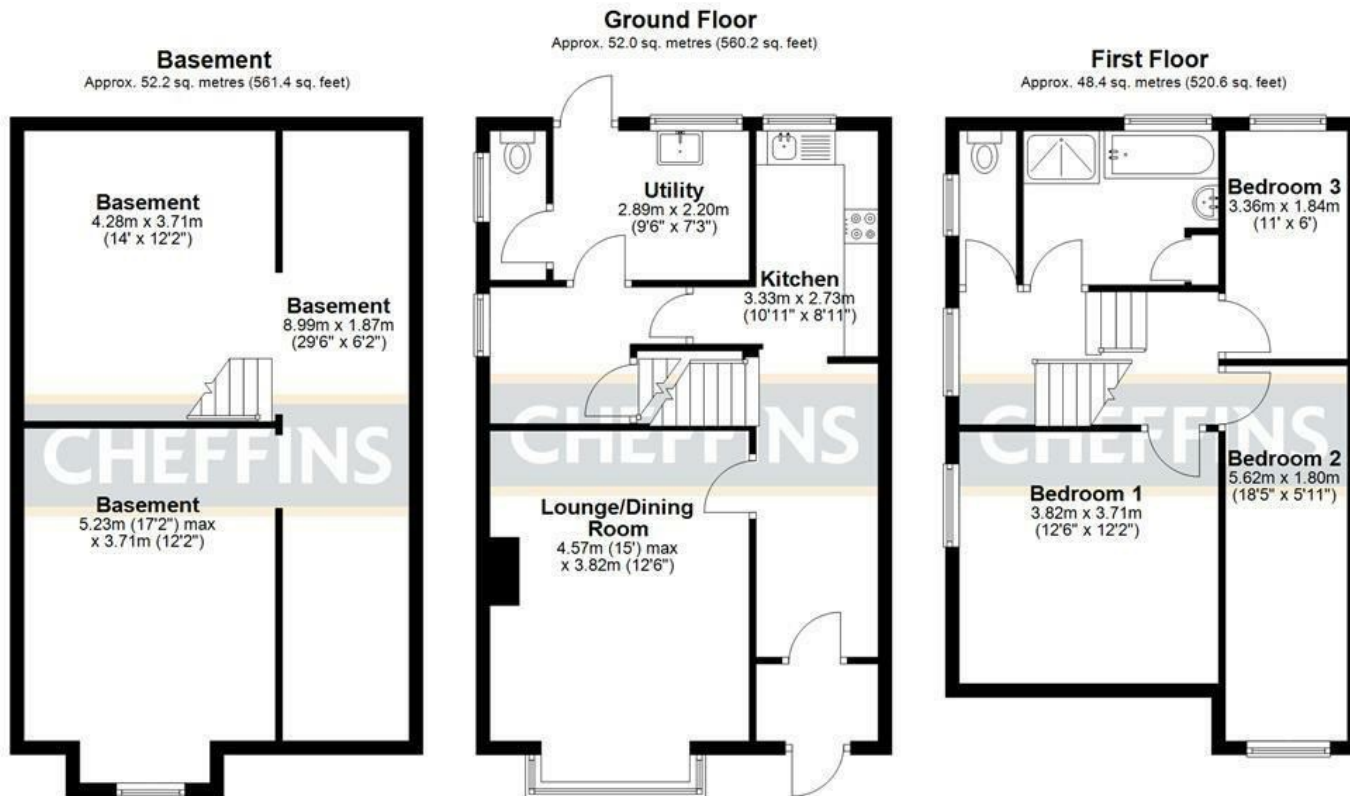 Basement
Approx. 52.2 sq. metres (561.4 sq. feet)
Basement
4.28m x 3.71m
(14' x 12'2")
Basement
8.99m x 1.87m
(29'6" x 6'2")
CHEFFINS
Basement
5.23m (17'2") max
x 3.71m (12'2")
Ground Floor
Approx. 52.0 sq. metres (560.2 sq. feet)
Utility
2.89m x 2.20m
(9'6" x 7'3")
Kitchen
3.33m x 2.73m
(10'11" x 8'11")
CHEFFINS
Lounge/Dining
Room
4.57m (15') max
x 3.82m (12'6")
First Floor
Approx. 48.4 sq. metres (520.6 sq. feet)
Bedroom 3
3.36m x 1.84m
(11' x 6')
CHEFFINS
Bedroom 2
5.62m x 1.80m
(18'5" x 5'11")
Bedroom 1
3.82m x 3.71m
(12'6" x 12'2")